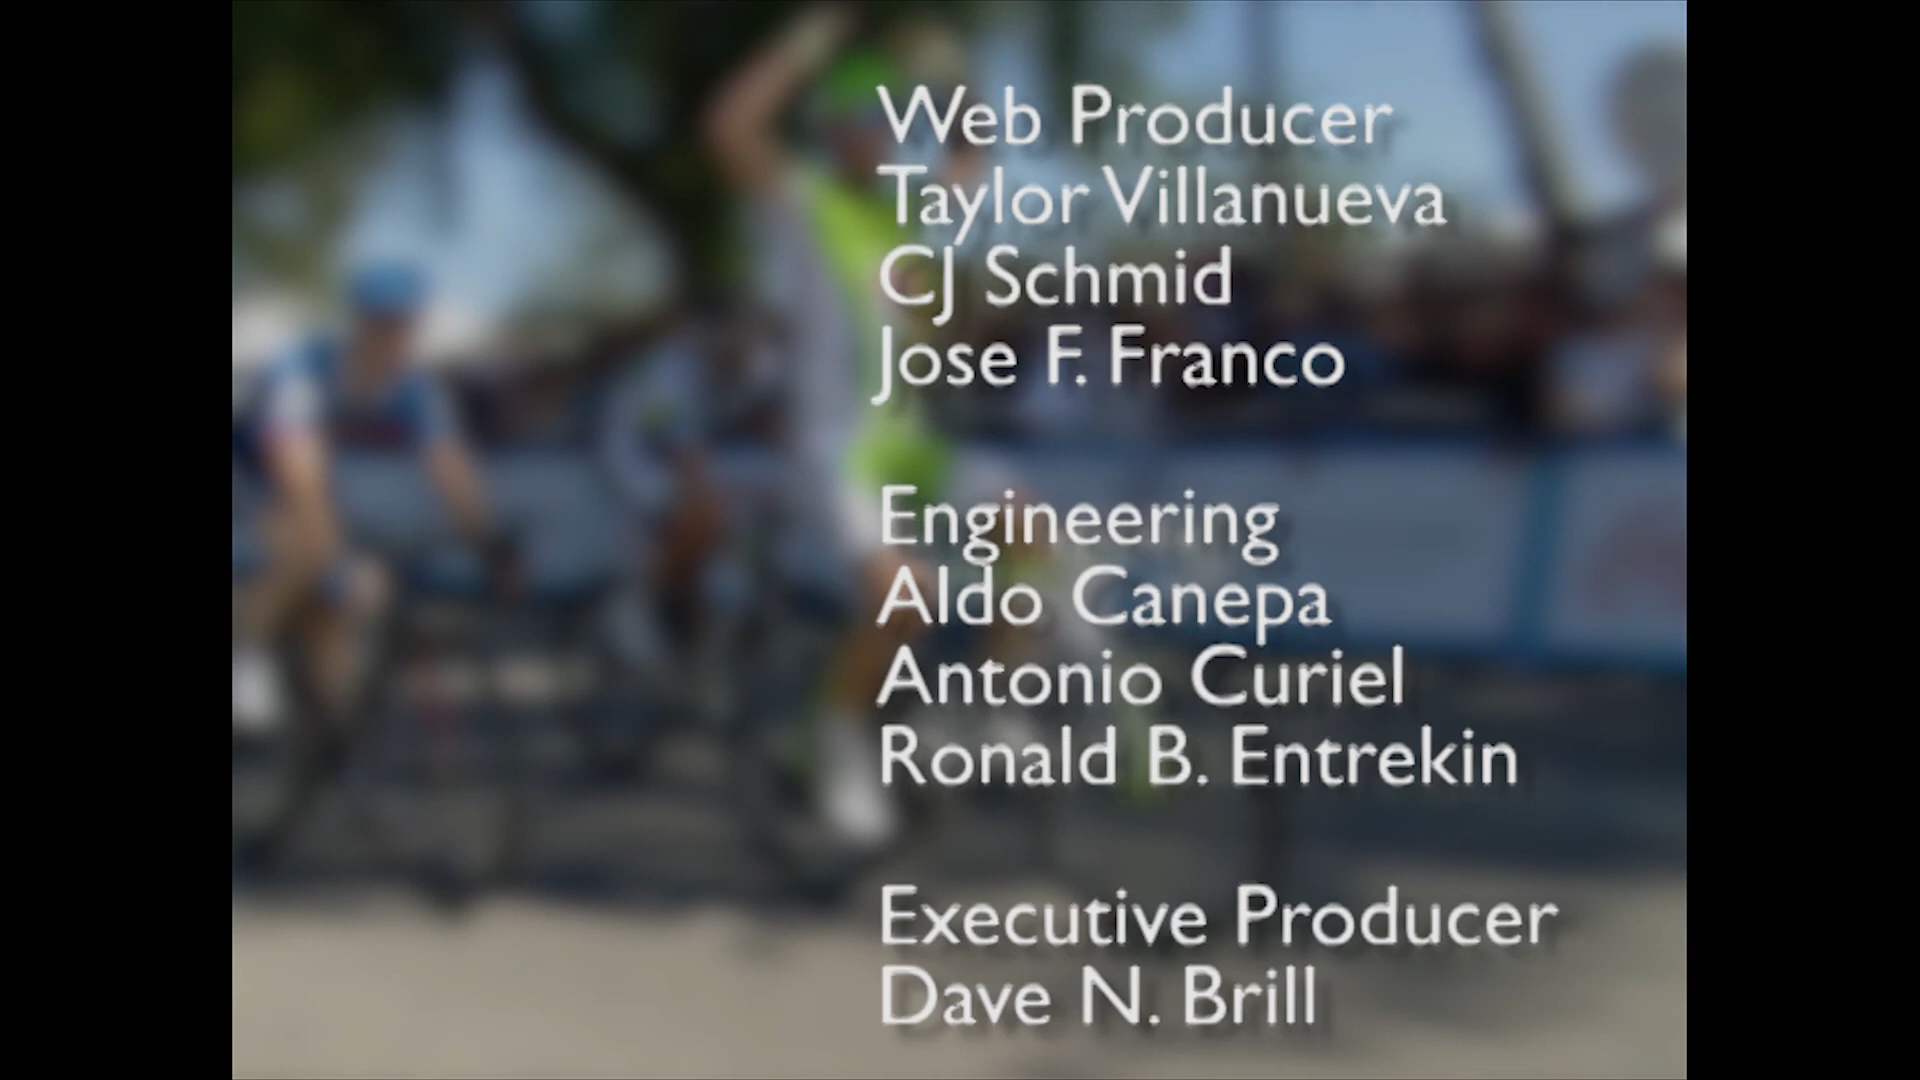 Web Producer
Taylor Villanueva
CJ Schmid
Jose F. Franco
Engineering
Aldo Canepa
Antonio Curiel
Ronald B. Entrekin
Executive Producer
Dave N. Brill